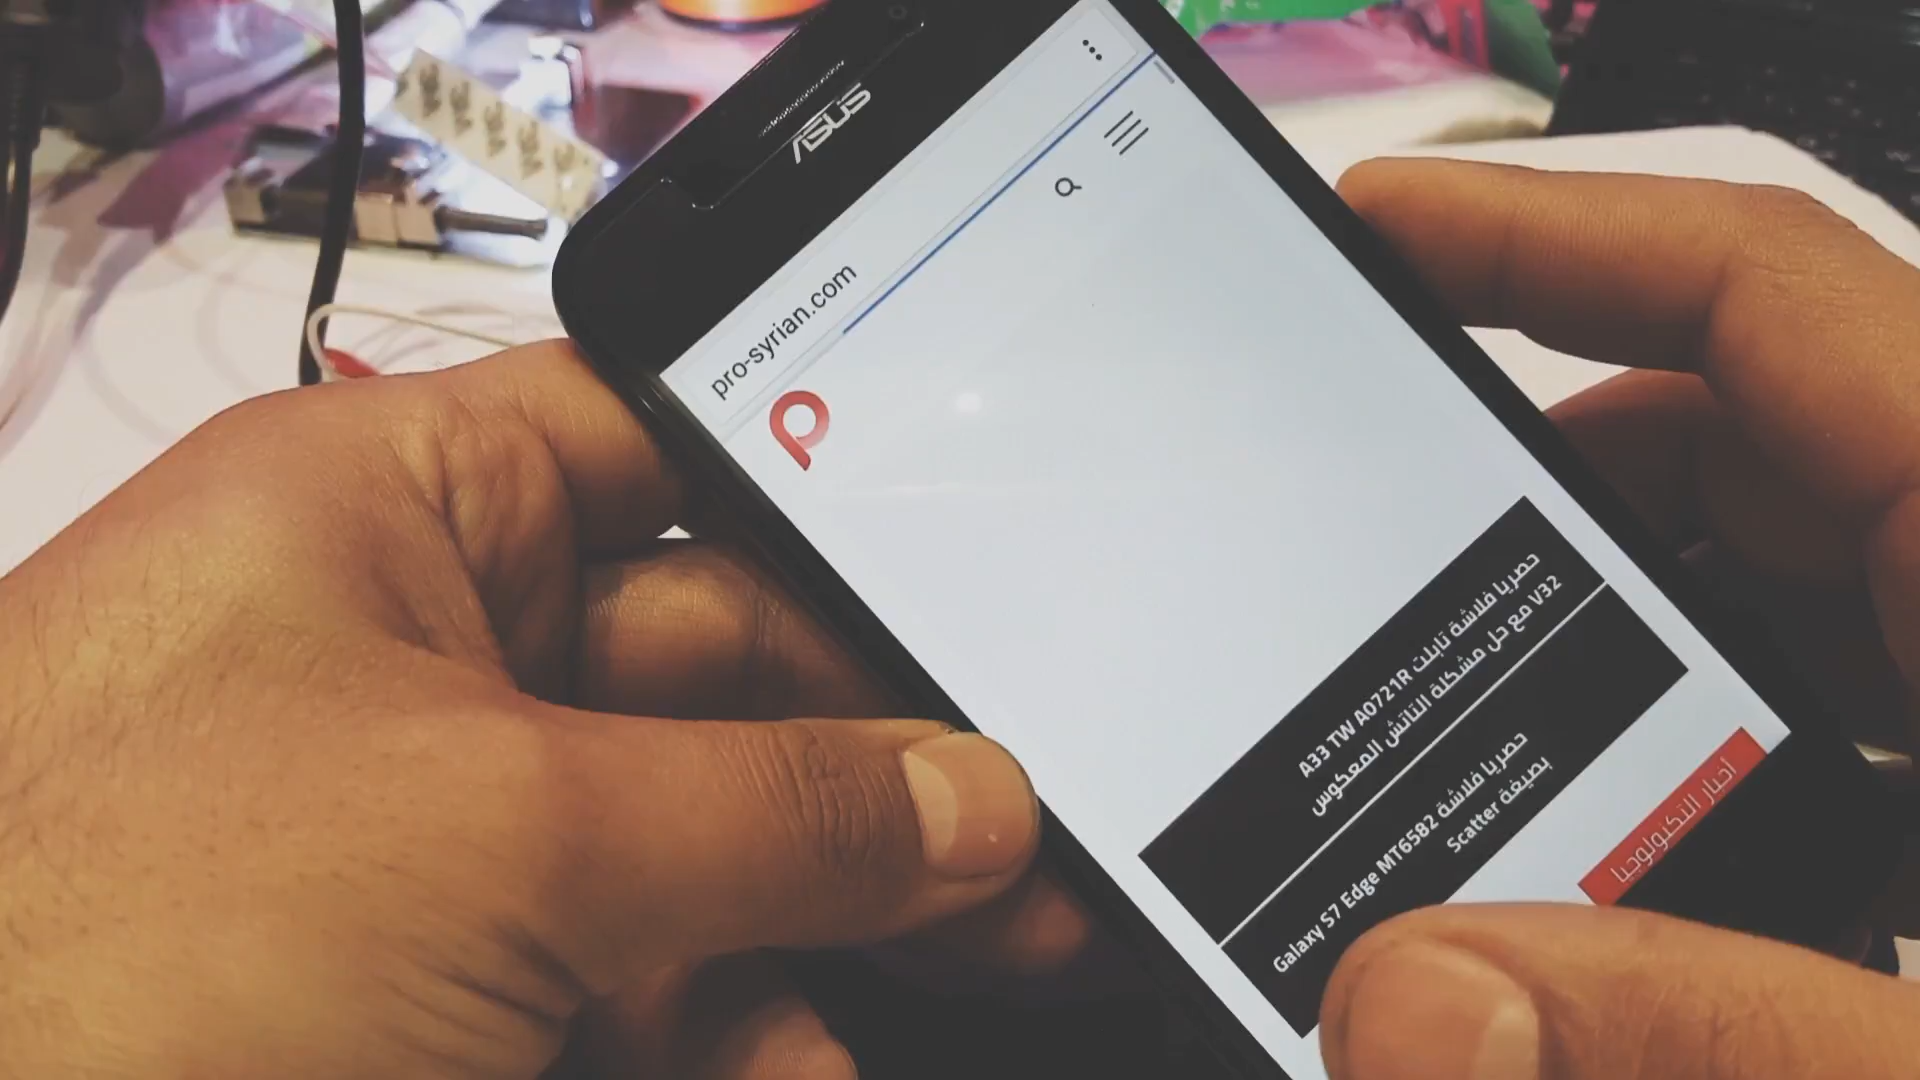 ASUS
pro-syrian.com
حصريا فلاشة تابلت A33 TW A0721R
V32 مع حل مشكلة التاتش المعكوس
حصريا فلاشة Galaxy S7 Edge MT6582
بصيغة Scatter
أخبار التكنولوجيا